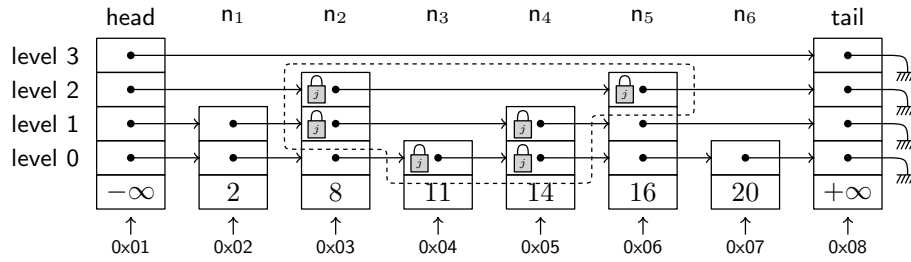 head n₁ n₂ n₃ n₄ n₅ n₆ tail
level 3
level 2 j j
level 1 j j
level 0 j j
−∞ 2 8 11 14 16 20 +∞
0x01 0x02 0x03 0x04 0x05 0x06 0x07 0x08